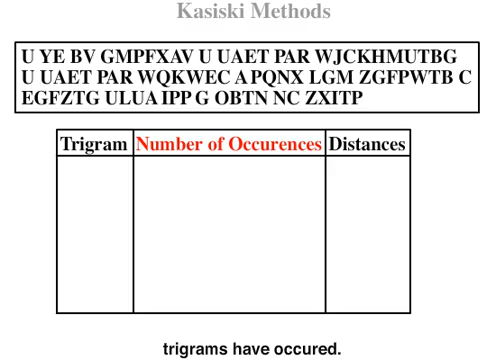 Kasiski Methods
U YE BV GMPFXAV U UAET PAR WJCKHMUTBG
U UAET PAR WQKWEC A PQNX LGM ZGFPWTB C
EGFZTG ULUA IPP G OBTN NC ZXITP
Trigram Number of Occurences Distances
trigrams have occured.